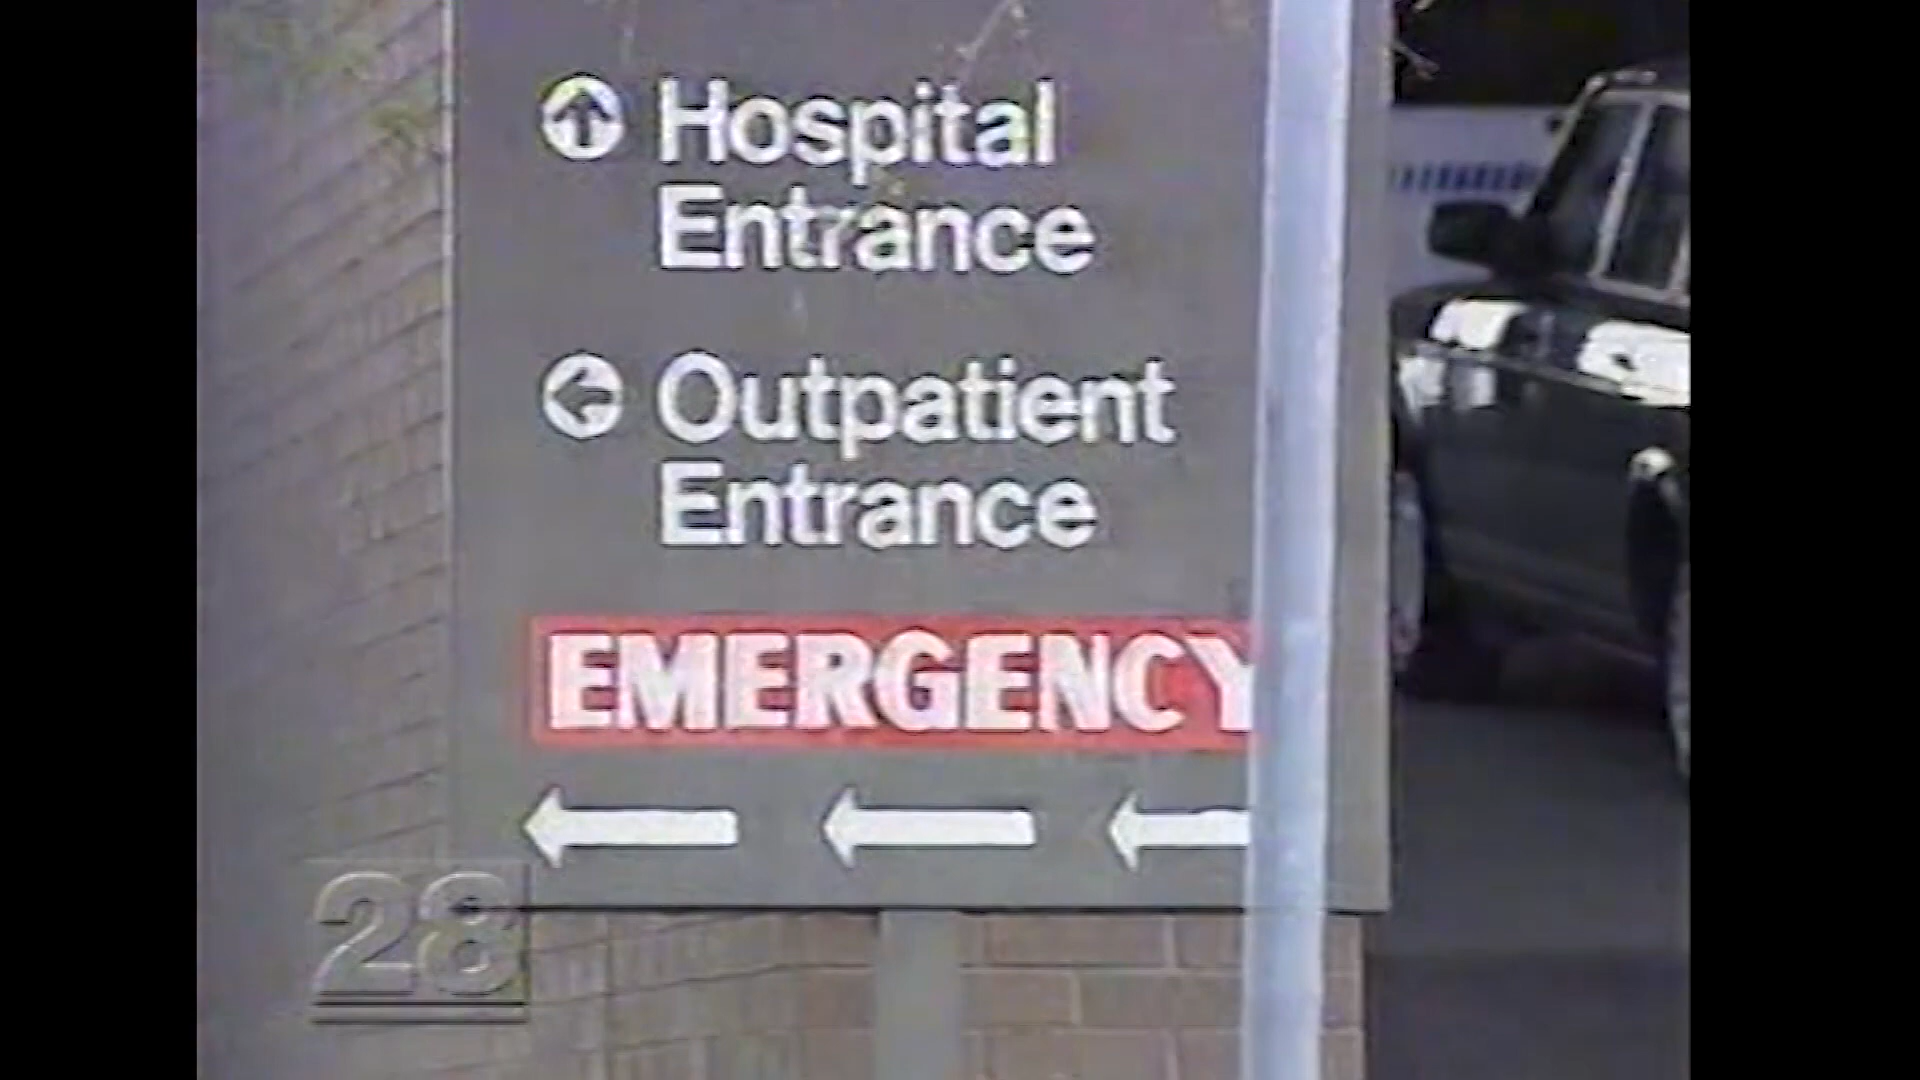 Hospital
Entrance
Outpatient
Entrance
EMERGENCY
28